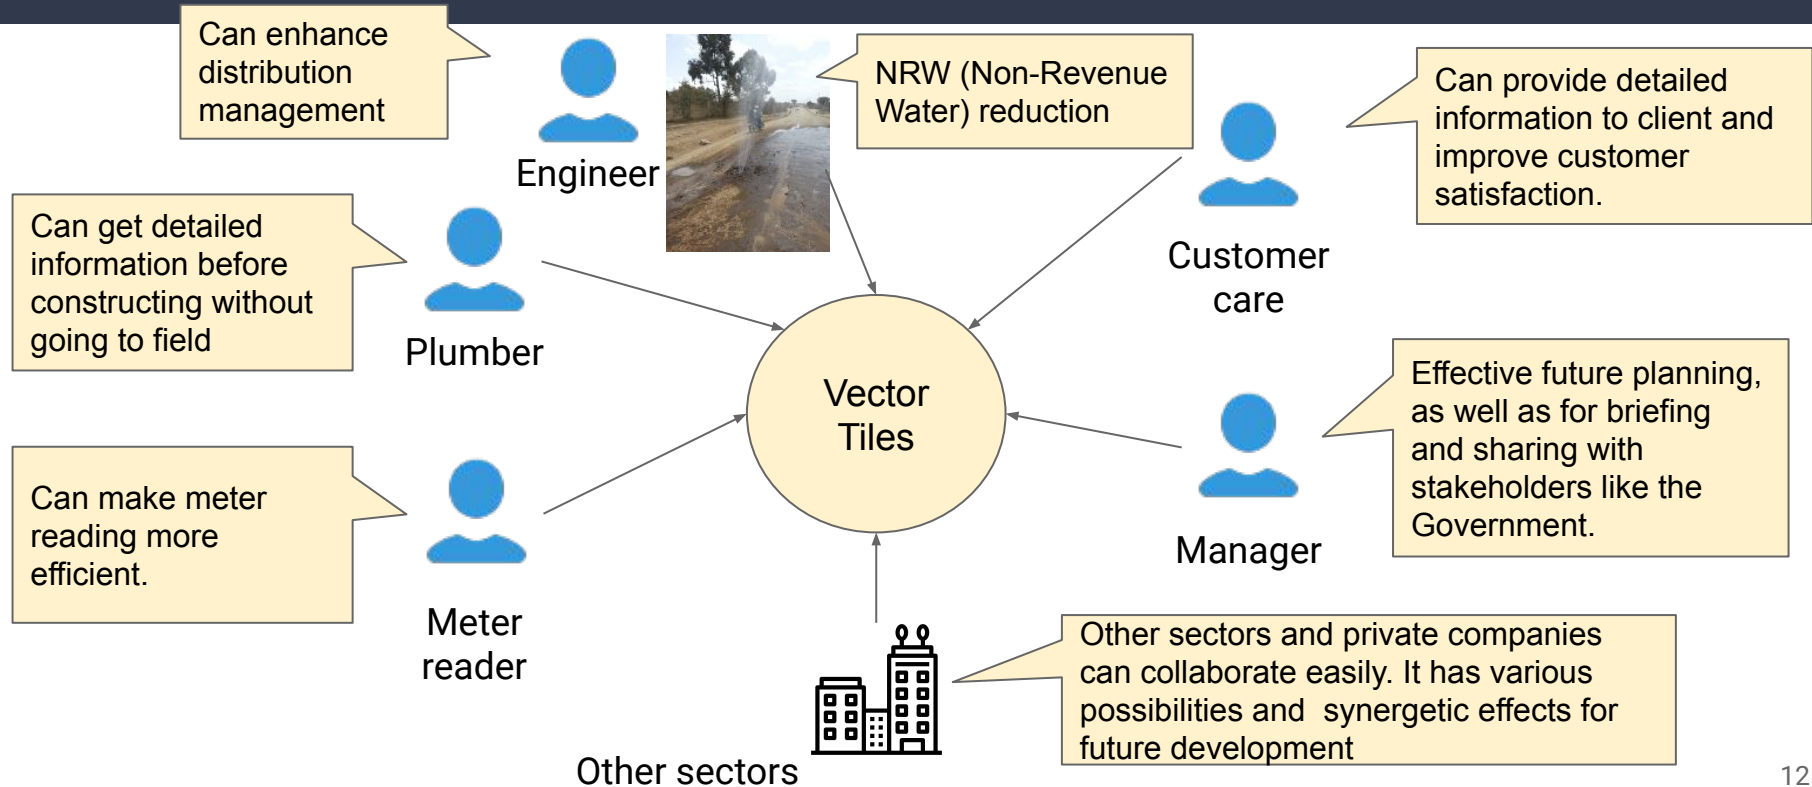 Can enhance
distribution
management
Engineer
NRW (Non-Revenue
Water) reduction
Can provide detailed
information to client and
improve customer
satisfaction.
Customer
care
Can get detailed
information before
constructing without
going to field
Plumber
Vector
Tiles
Effective future planning,
as well as for briefing
and sharing with
stakeholders like the
Government.
Manager
Can make meter
reading more
efficient.
Meter
reader
Other sectors and private companies
can collaborate easily. It has various
possibilities and  synergetic effects for
future development
Other sectors
12